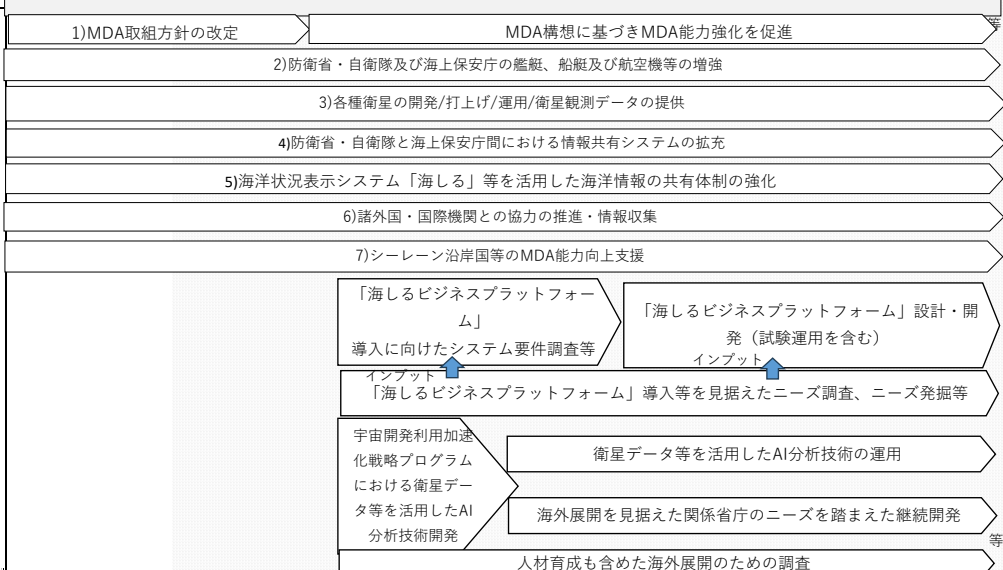 等
1)MDA取組方針の改定
MDA構想に基づきMDA能力強化を促進
2)防衛省・自衛隊及び海上保安庁の艦艇、船艇及び航空機等の増強
3)各種衛星の開発/打上げ/運用/衛星観測データの提供
4)防衛省・自衛隊と海上保安庁間における情報共有システムの拡充
5)海洋状況表示システム「海しる」等を活用した海洋情報の共有体制の強化
6)諸外国・国際機関との協力の推進・情報収集
7)シーレーン沿岸国等のMDA能力向上支援
「海しるビジネスプラットフォー
ム」
導入に向けたシステム要件調査等
「海しるビジネスプラットフォーム」設計・開
発（試験運用を含む）
インプット
インプット
「海しるビジネスプラットフォーム」導入等を見据えたニーズ調査、ニーズ発掘等
宇宙開発利用加速
化戦略プログラム
における衛星デー
タ等を活用したAI
分析技術開発
衛星データ等を活用したAI分析技術の運用
海外展開を見据えた関係省庁のニーズを踏まえた継続開発
等
人材育成も含めた海外展開のための調査